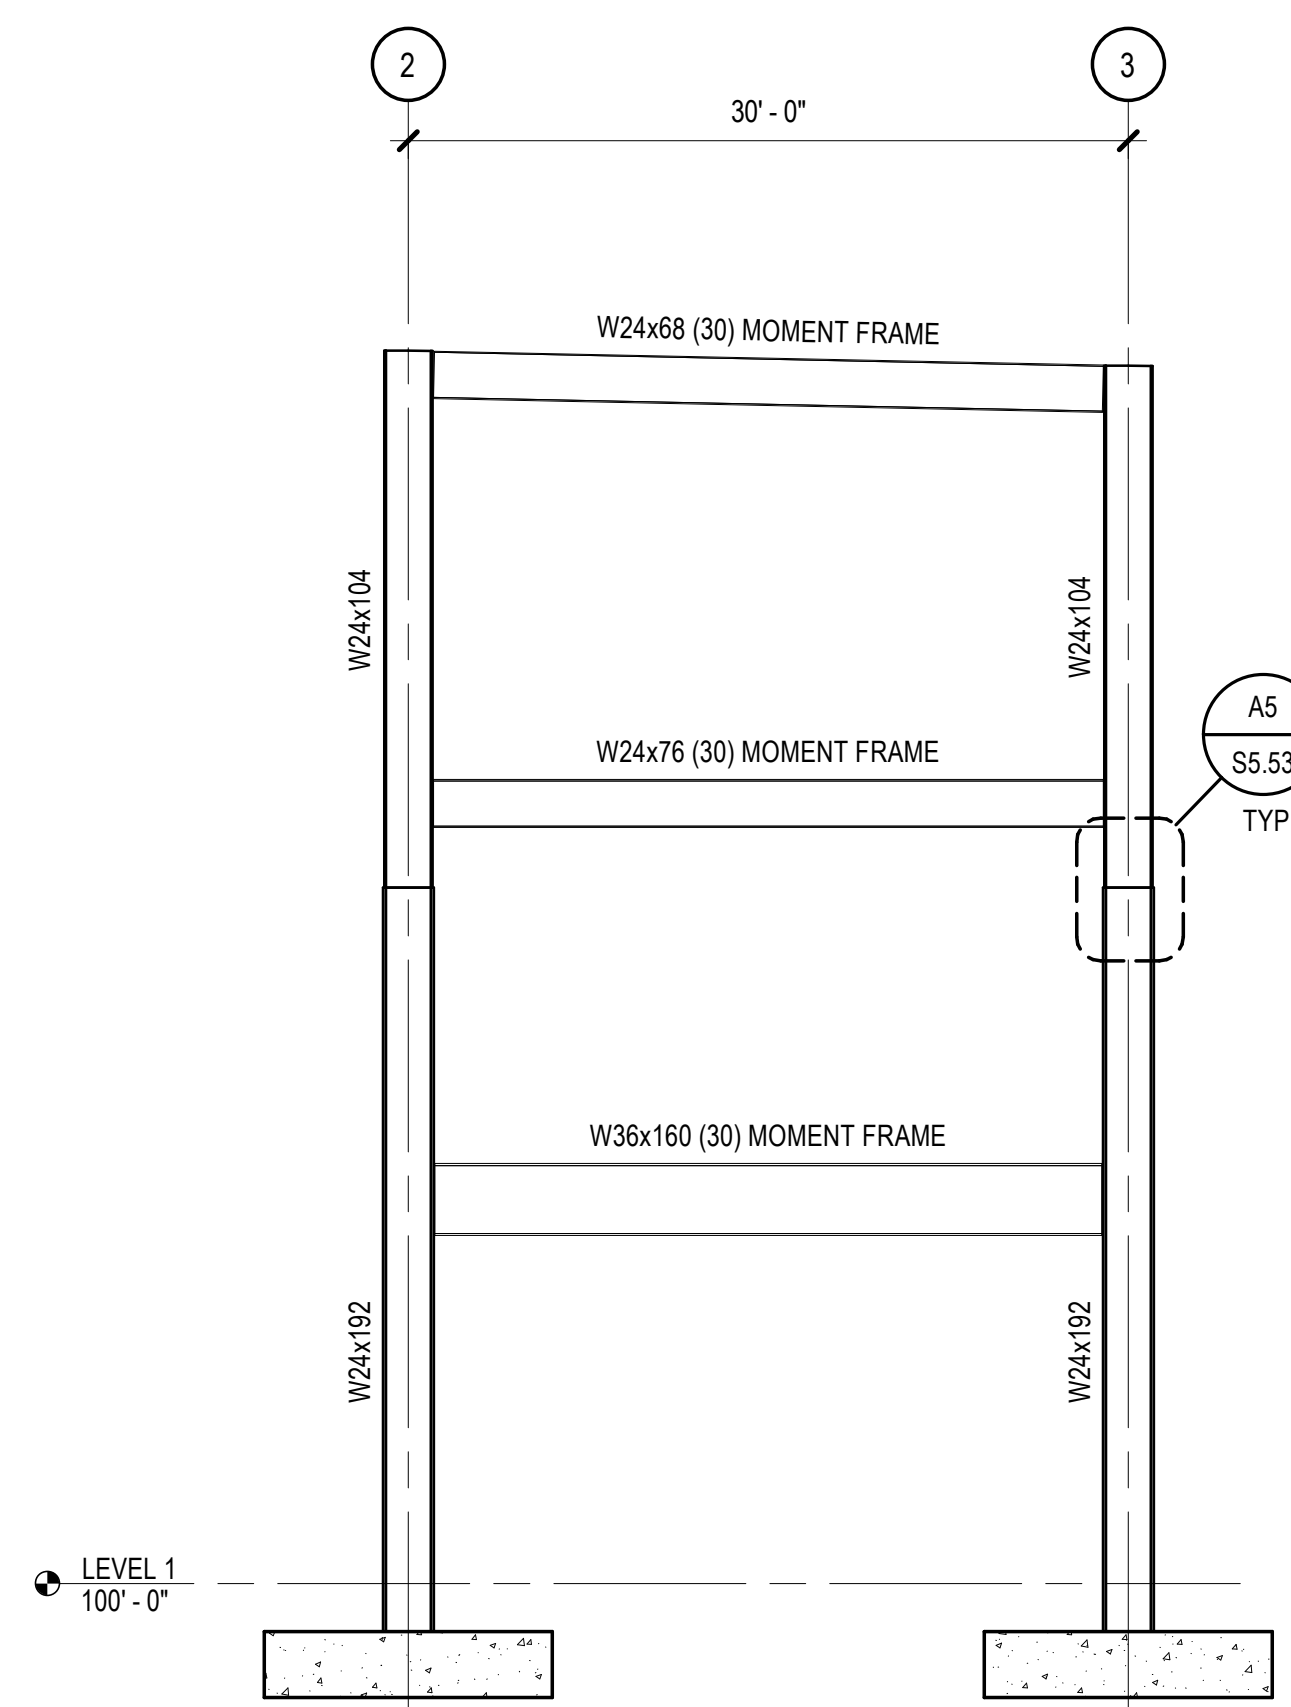 2
3
30' - 0"
W24x68 (30) MOMENT FRAME
W24x104
W24x104
A5
S5.53
TYP
W24x76 (30) MOMENT FRAME
W36x160 (30) MOMENT FRAME
W24x192
W24x192
LEVEL 1
100' - 0"